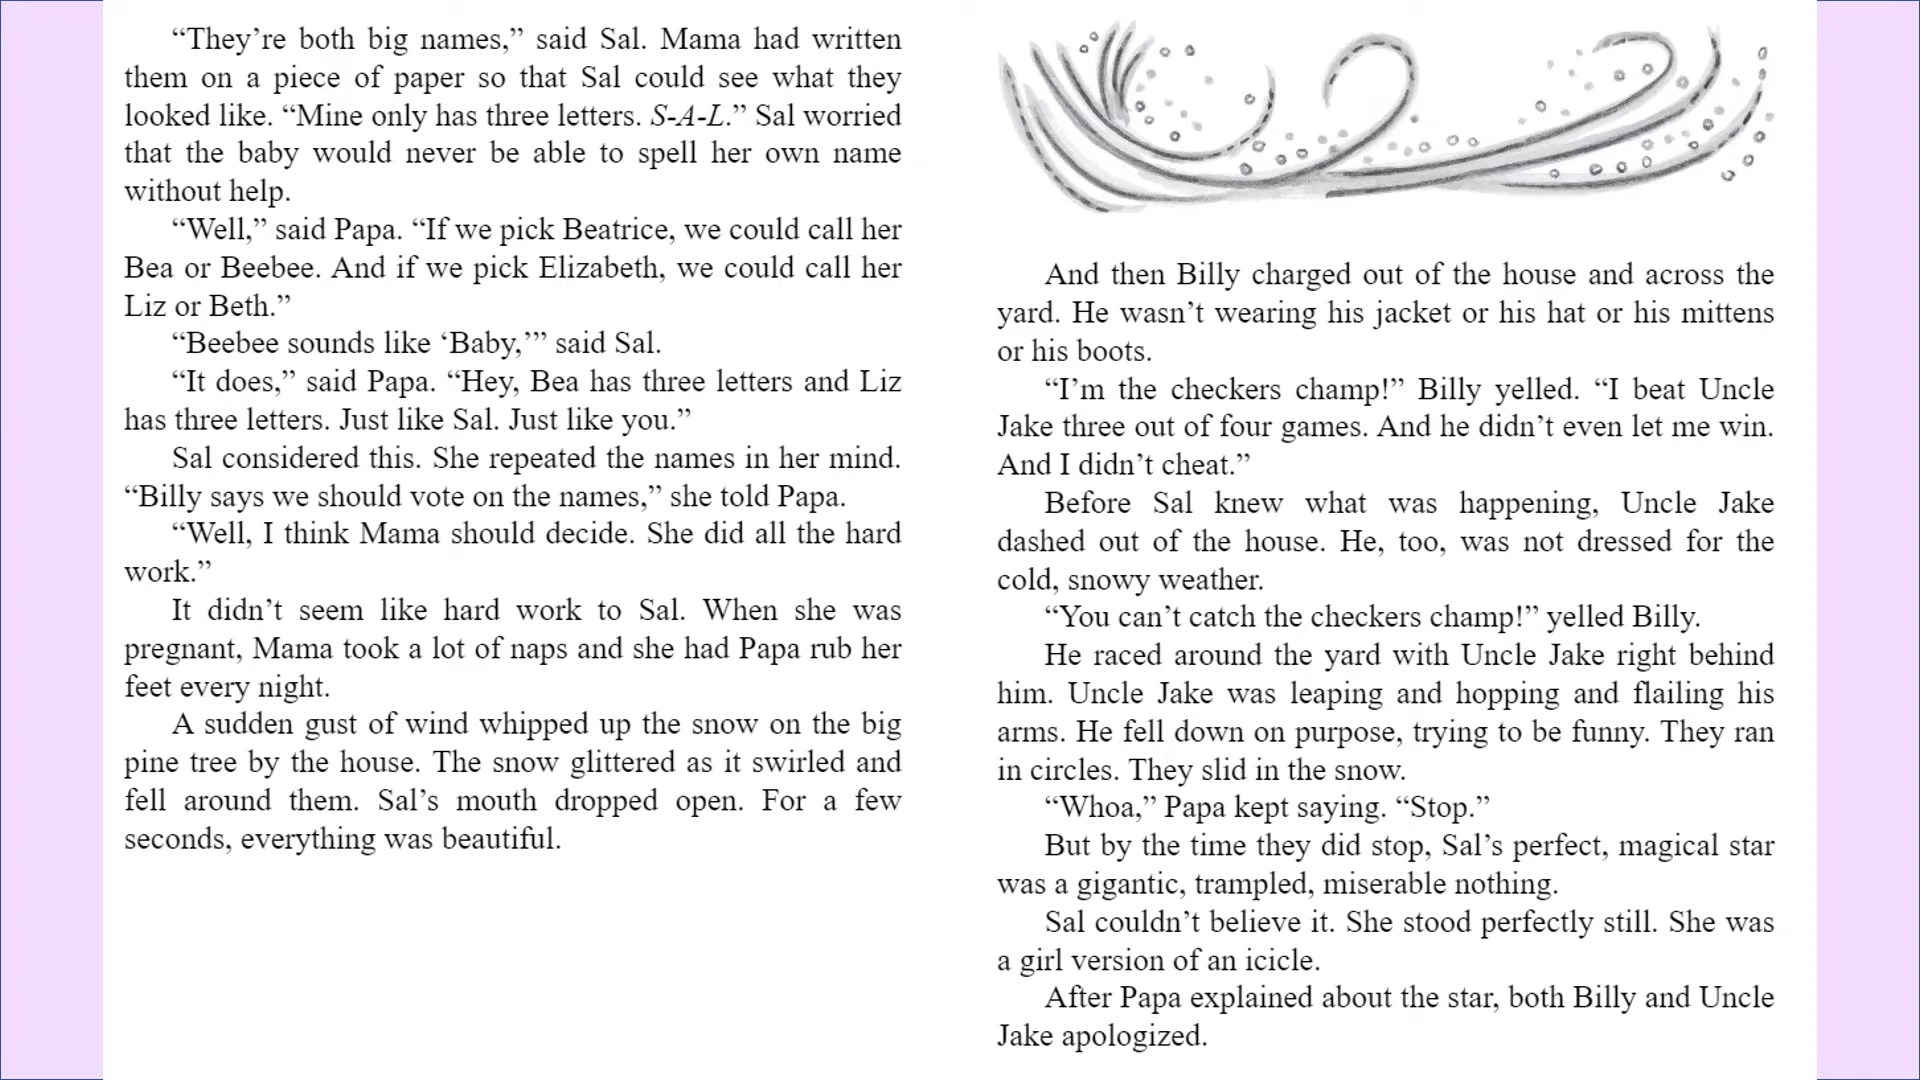 “They’re both big names,” said Sal. Mama had written
them on a piece of paper so that Sal could see what they
looked like. “Mine only has three letters. S-A-L.” Sal worried
that the baby would never be able to spell her own name
without help.
“Well,” said Papa. “If we pick Beatrice, we could call her
Bea or Beebee. And if we pick Elizabeth, we could call her
Liz or Beth.”
“Beebee sounds like ‘Baby,’” said Sal.
“It does,” said Papa. “Hey, Bea has three letters and Liz
has three letters. Just like Sal. Just like you.”
Sal considered this. She repeated the names in her mind.
“Billy says we should vote on the names,” she told Papa.
“Well, I think Mama should decide. She did all the hard
work.”
It didn’t seem like hard work to Sal. When she was
pregnant, Mama took a lot of naps and she had Papa rub her
feet every night.
A sudden gust of wind whipped up the snow on the big
pine tree by the house. The snow glittered as it swirled and
fell around them. Sal’s mouth dropped open. For a few
seconds, everything was beautiful.
And then Billy charged out of the house and across the
yard. He wasn’t wearing his jacket or his hat or his mittens
or his boots.
“I’m the checkers champ!” Billy yelled. “I beat Uncle
Jake three out of four games. And he didn’t even let me win.
And I didn’t cheat.”
Before Sal knew what was happening, Uncle Jake
dashed out of the house. He, too, was not dressed for the
cold, snowy weather.
“You can’t catch the checkers champ!” yelled Billy.
He raced around the yard with Uncle Jake right behind
him. Uncle Jake was leaping and hopping and flailing his
arms. He fell down on purpose, trying to be funny. They ran
in circles. They slid in the snow.
“Whoa,” Papa kept saying. “Stop.”
But by the time they did stop, Sal’s perfect, magical star
was a gigantic, trampled, miserable nothing.
Sal couldn’t believe it. She stood perfectly still. She was
a girl version of an icicle.
After Papa explained about the star, both Billy and Uncle
Jake apologized.